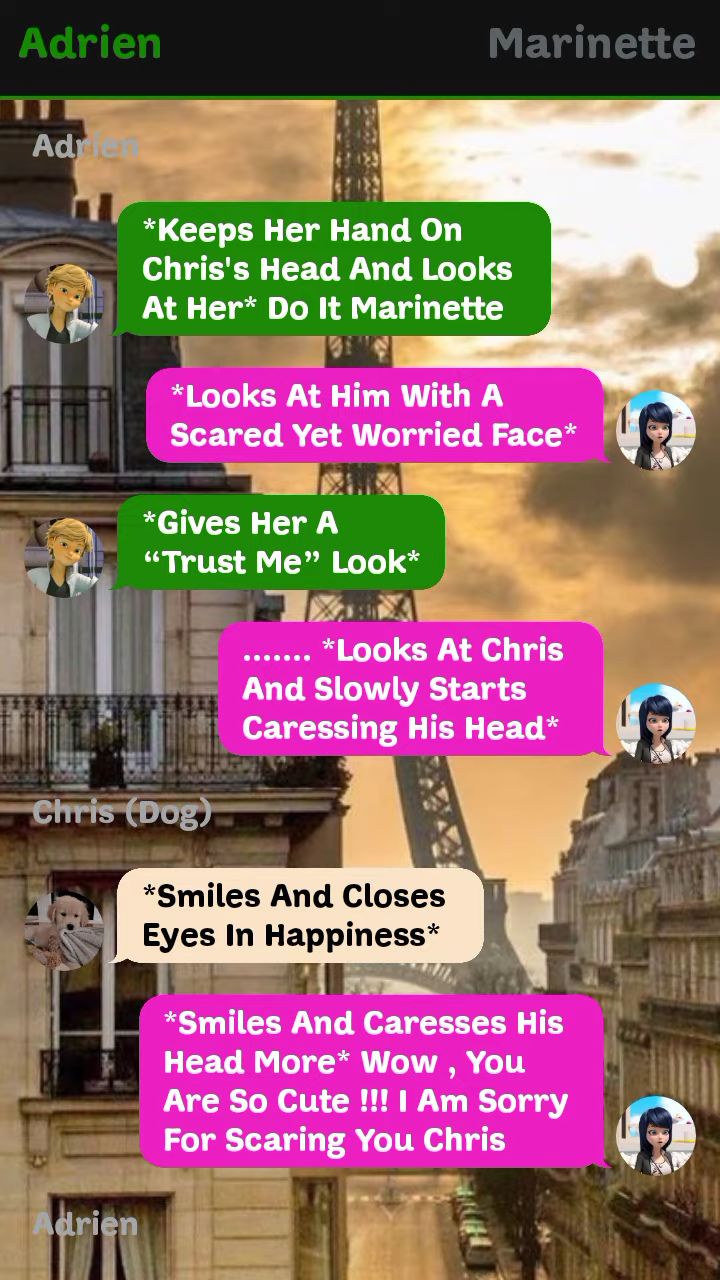 Adrien
Marinette
Adrien
*Keeps Her Hand On
Chris's Head And Looks
At Her* Do It Marinette
*Looks At Him With A
Scared Yet Worried Face*
*Gives Her A
“Trust Me” Look*
....... *Looks At Chris
And Slowly Starts
Caressing His Head*
Chris (Dog)
*Smiles And Closes
Eyes In Happiness*
*Smiles And Caresses His
Head More* Wow , You
Are So Cute !!! I Am Sorry
For Scaring You Chris
Adrien